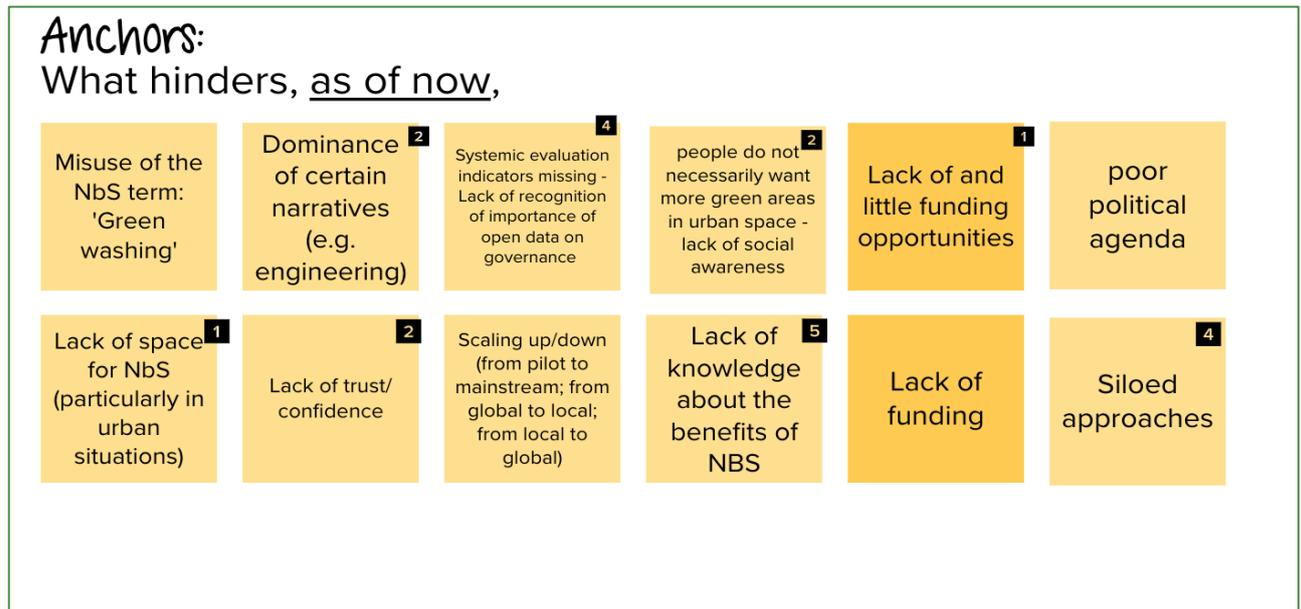 Anchors:
What hinders, as of now,
Misuse of the
NbS term:
'Green
washing'
2
Dominance
of certain
narratives
(e.g.
engineering)
4
Systemic evaluation
indicators missing -
Lack of recognition
of importance of
open data on
governance
2
people do not
necessarily want
more green areas
in urban space -
lack of social
awareness
1
Lack of and
little funding
opportunities
poor
political
agenda
1
Lack of space
for NbS
(particularly in
urban
situations)
2
Lack of trust/
confidence
Scaling up/down
(from pilot to
mainstream; from
global to local;
from local to
global)
5
Lack of
knowledge
about the
benefits of
NBS
Lack of
funding
4
Siloed
approaches